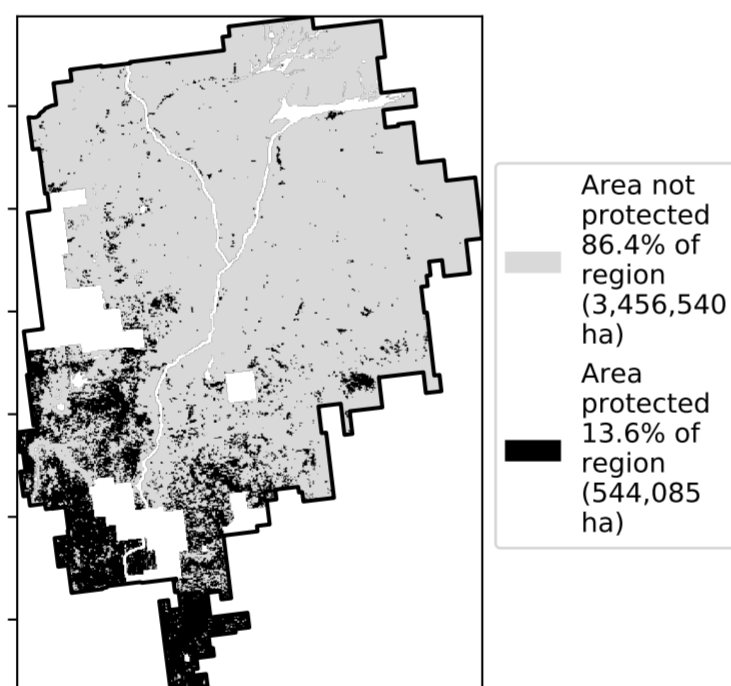 Area not
protected
86.4% of
region
(3,456,540
ha)
Area
protected
13.6% of
region
(544,085
ha)